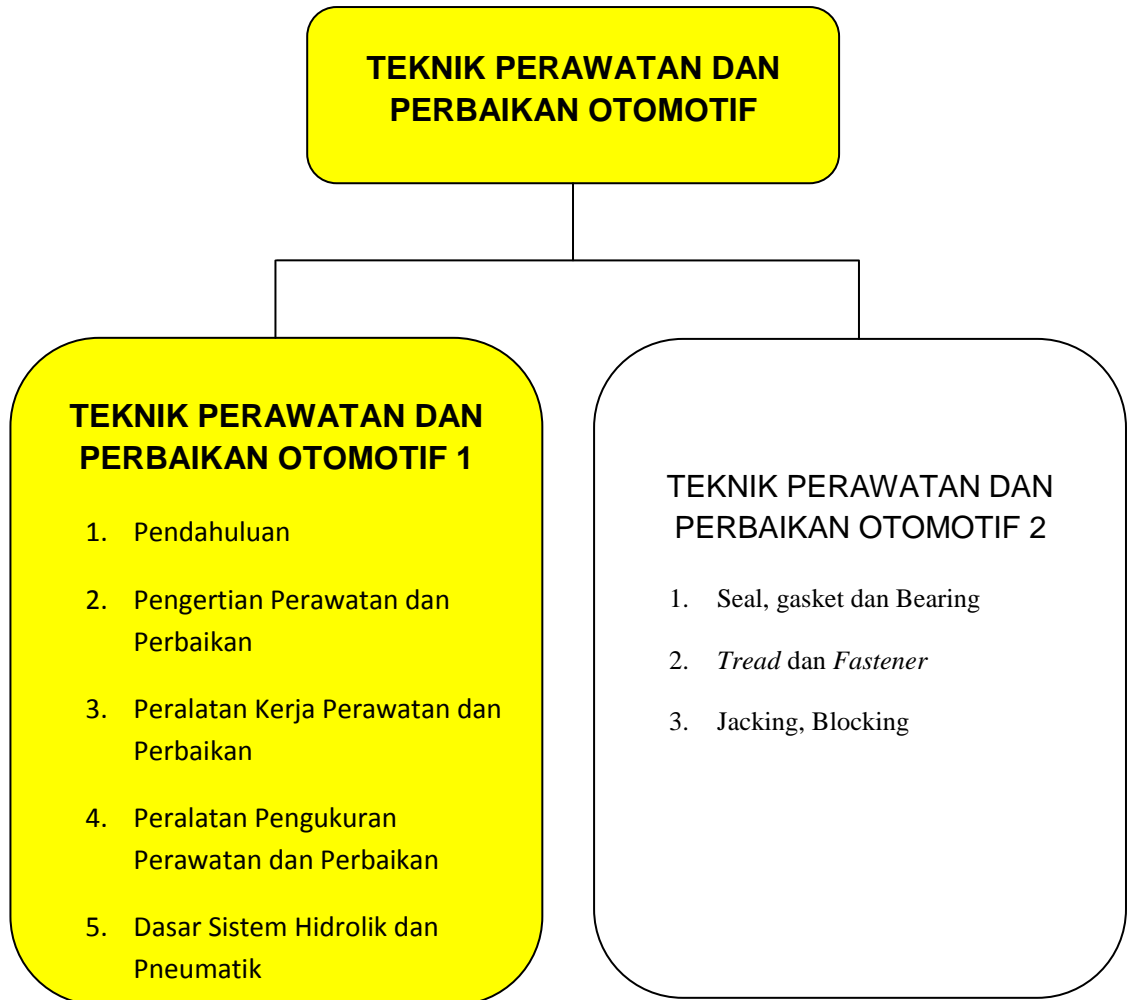 TEKNIK PERAWATAN DAN
PERBAIKAN OTOMOTIF
TEKNIK PERAWATAN DAN
PERBAIKAN OTOMOTIF 1
1. Pendahuluan
2. Pengertian Perawatan dan
Perbaikan
3. Peralatan Kerja Perawatan dan
Perbaikan
4. Peralatan Pengukuran
Perawatan dan Perbaikan
5. Dasar Sistem Hidrolik dan
Pneumatik
TEKNIK PERAWATAN DAN
PERBAIKAN OTOMOTIF 2
1. Seal, gasket dan Bearing
2. Tread dan Fastener
3. Jacking, Blocking